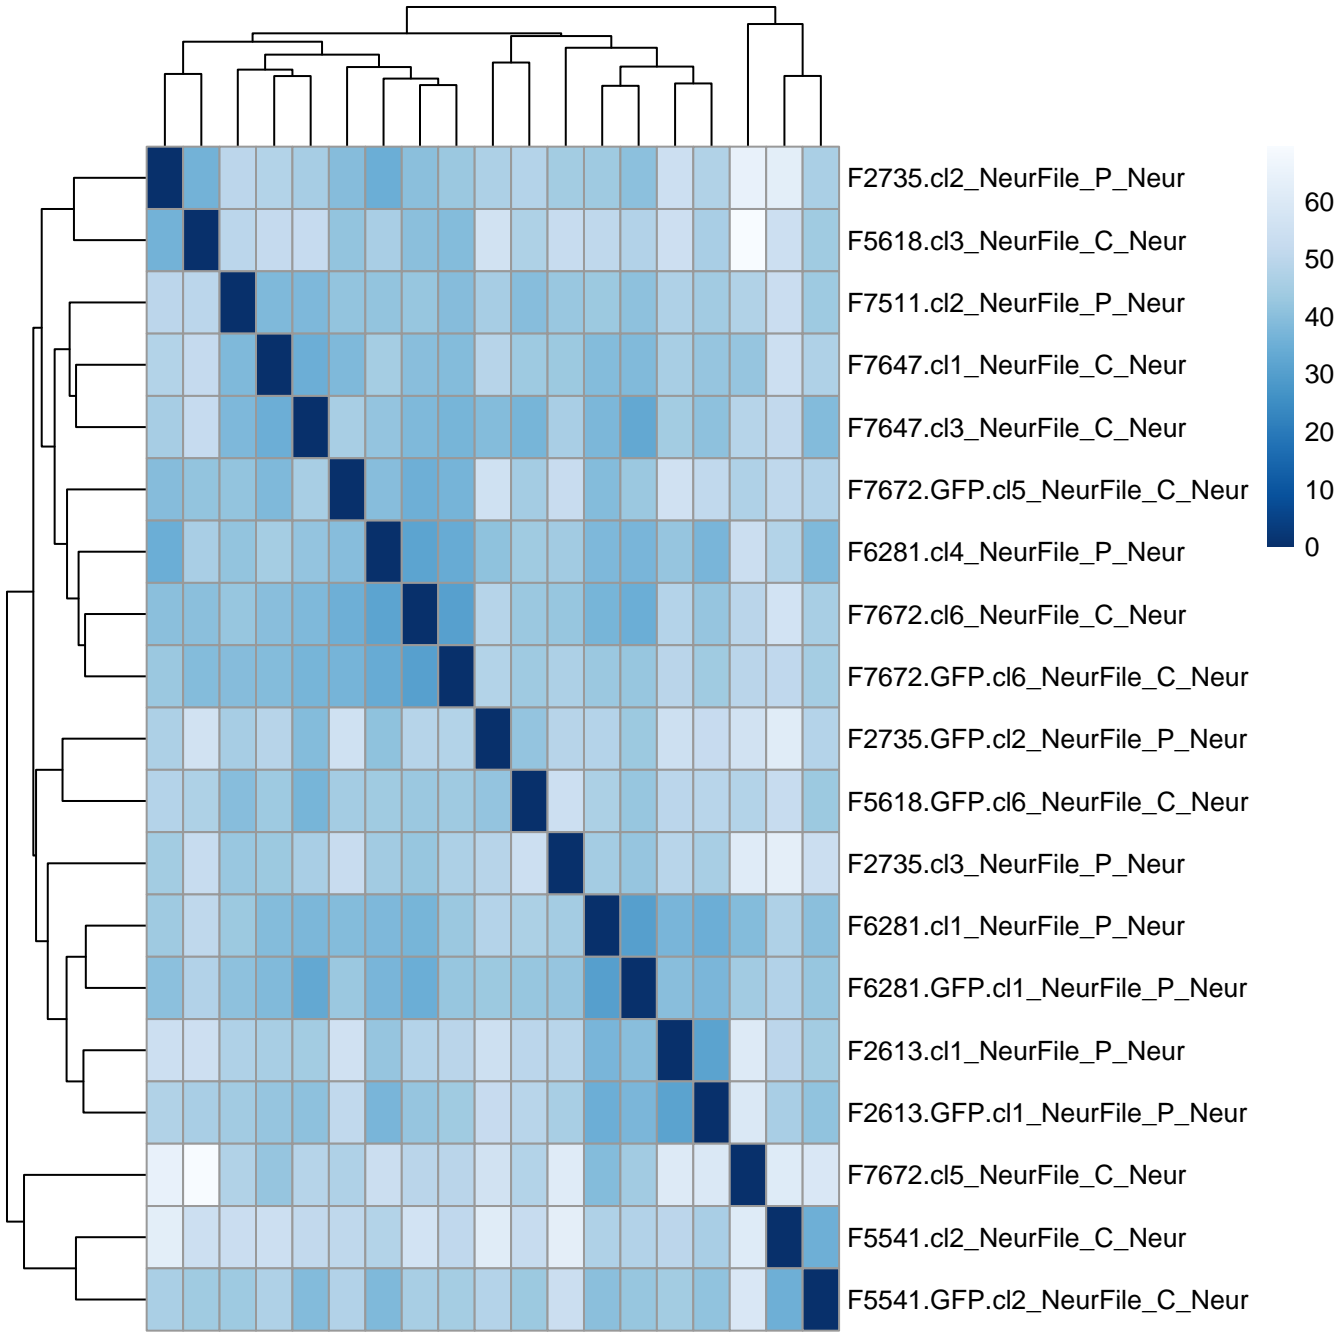 F2735.cl2_NeurFile_P_Neur
F5618.cl3_NeurFile_C_Neur
F7511.cl2_NeurFile_P_Neur
F7647.cl1_NeurFile_C_Neur
F7647.cl3_NeurFile_C_Neur
F7672.GFP.cl5_NeurFile_C_Neur
F6281.cl4_NeurFile_P_Neur
F7672.cl6_NeurFile_C_Neur
F7672.GFP.cl6_NeurFile_C_Neur
F2735.GFP.cl2_NeurFile_P_Neur
F5618.GFP.cl6_NeurFile_C_Neur
F2735.cl3_NeurFile_P_Neur
F6281.cl1_NeurFile_P_Neur
F6281.GFP.cl1_NeurFile_P_Neur
F2613.cl1_NeurFile_P_Neur
F2613.GFP.cl1_NeurFile_P_Neur
F7672.cl5_NeurFile_C_Neur
F5541.cl2_NeurFile_C_Neur
F5541.GFP.cl2_NeurFile_C_Neur
60
50
40
30
20
10
0